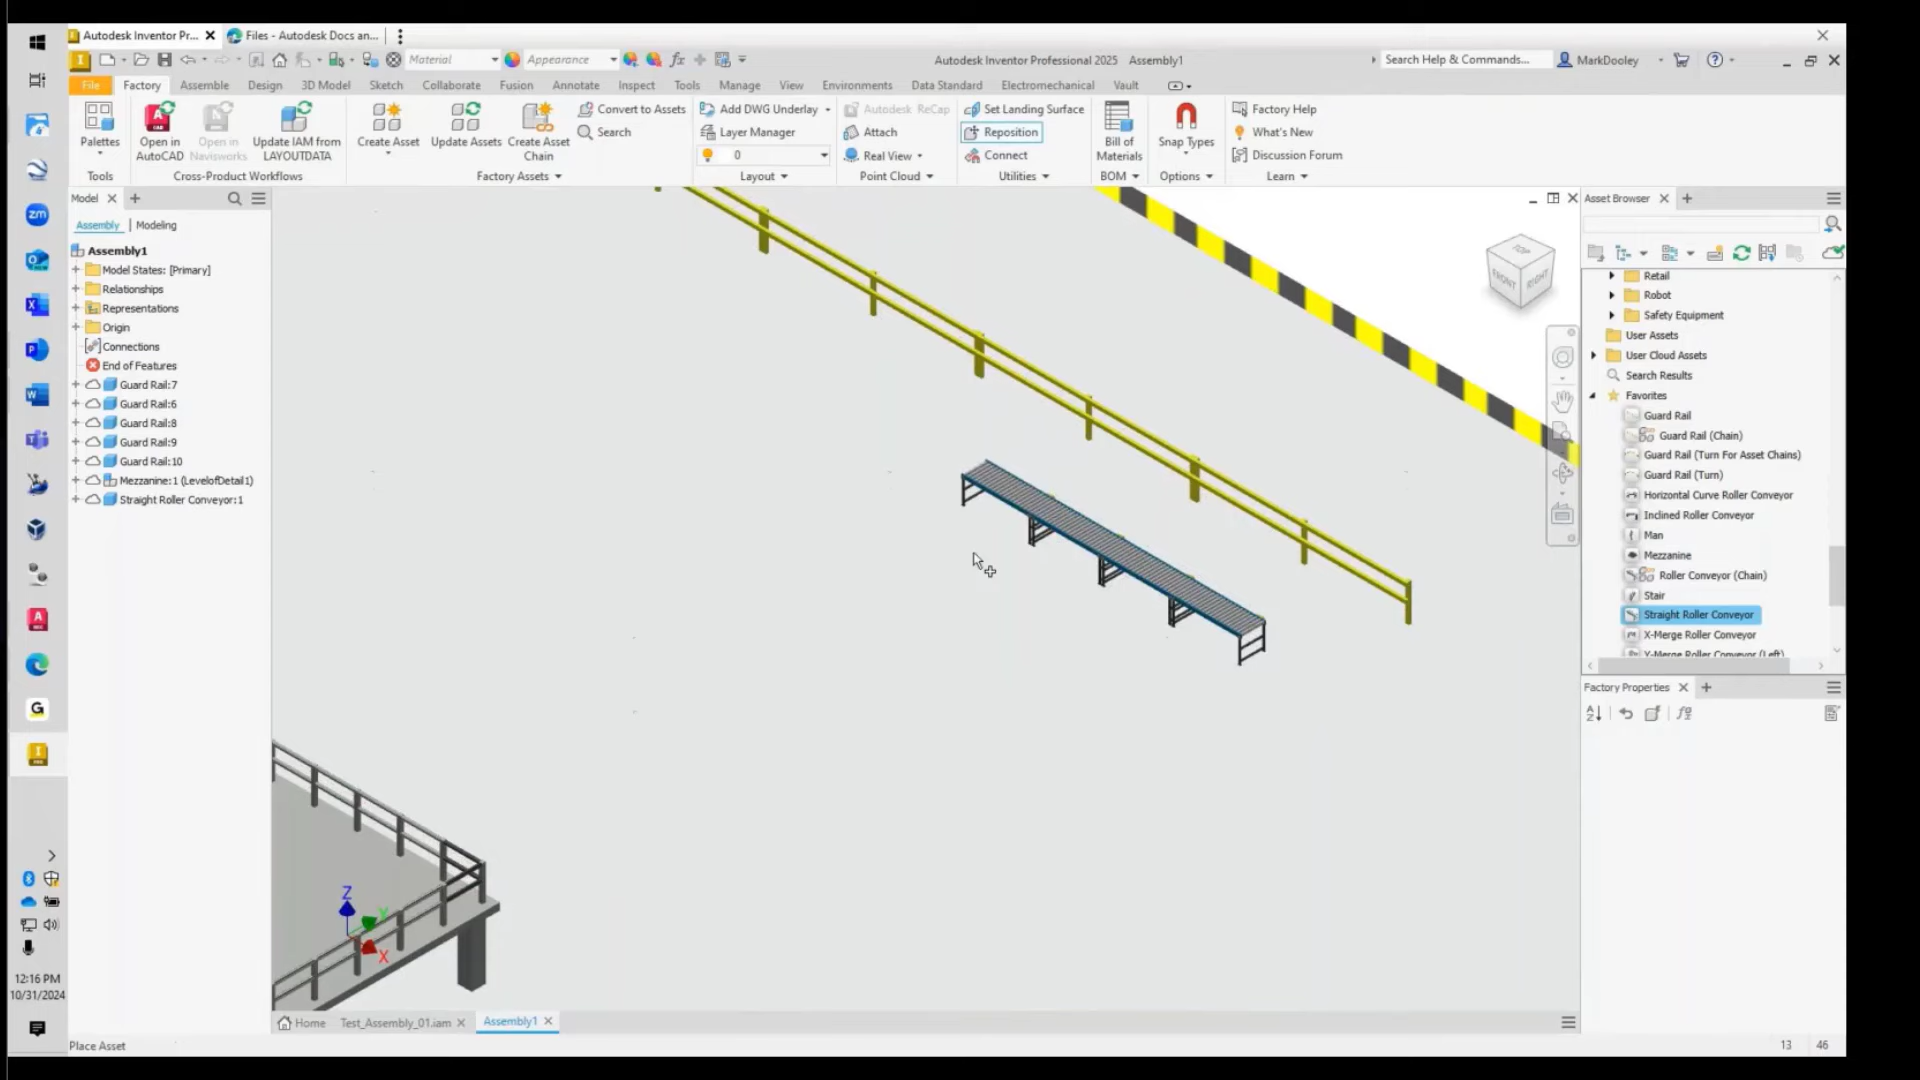 Autodesk Inventor Pr...
Files - Autodesk Docs an...
Material
Appearance
Autodesk Inventor Professional 2025 Assembly1
Search Help & Commands...
MarkDooley
File Factory Assemble Design 3D Model Sketch Collaborate Fusion Annotate Inspect Tools Manage View Environments Data Standard Electromechanical Vault
Palettes
Tools
Open in AutoCAD
Open in Navisworks
Update IAM from LAYOUTDATA
Cross-Product Workflows
Create Asset
Update Assets
Create Asset Chain
Convert to Assets
Search
Factory Assets
Add DWG Underlay
Layer Manager
0
Layout
Autodesk ReCap
Attach
Real View
Point Cloud
Set Landing Surface
Reposition
Connect
Utilities
Bill of Materials
BOM
Snap Types
Options
Factory Help
What's New
Discussion Forum
Learn
Model
Assembly | Modeling
Assembly1
Model States: [Primary]
Relationships
Representations
Origin
Connections
End of Features
Guard Rail:7
Guard Rail:6
Guard Rail:8
Guard Rail:9
Guard Rail:10
Mezzanine:1 (LevelofDetail1)
Straight Roller Conveyor:1
TOP
FRONT
RIGHT
Z
Y
X
Asset Browser
Retail
Robot
Safety Equipment
User Assets
User Cloud Assets
Search Results
Favorites
Guard Rail
Guard Rail (Chain)
Guard Rail (Turn For Asset Chains)
Guard Rail (Turn)
Horizontal Curve Roller Conveyor
Inclined Roller Conveyor
Man
Mezzanine
Roller Conveyor (Chain)
Stair
Straight Roller Conveyor
X-Merge Roller Conveyor
Y-Merge Roller Conveyor (Left)
Factory Properties
zm
12:16 PM
10/31/2024
Home
Test_Assembly_01.iam
Assembly1
Place Asset
13 46